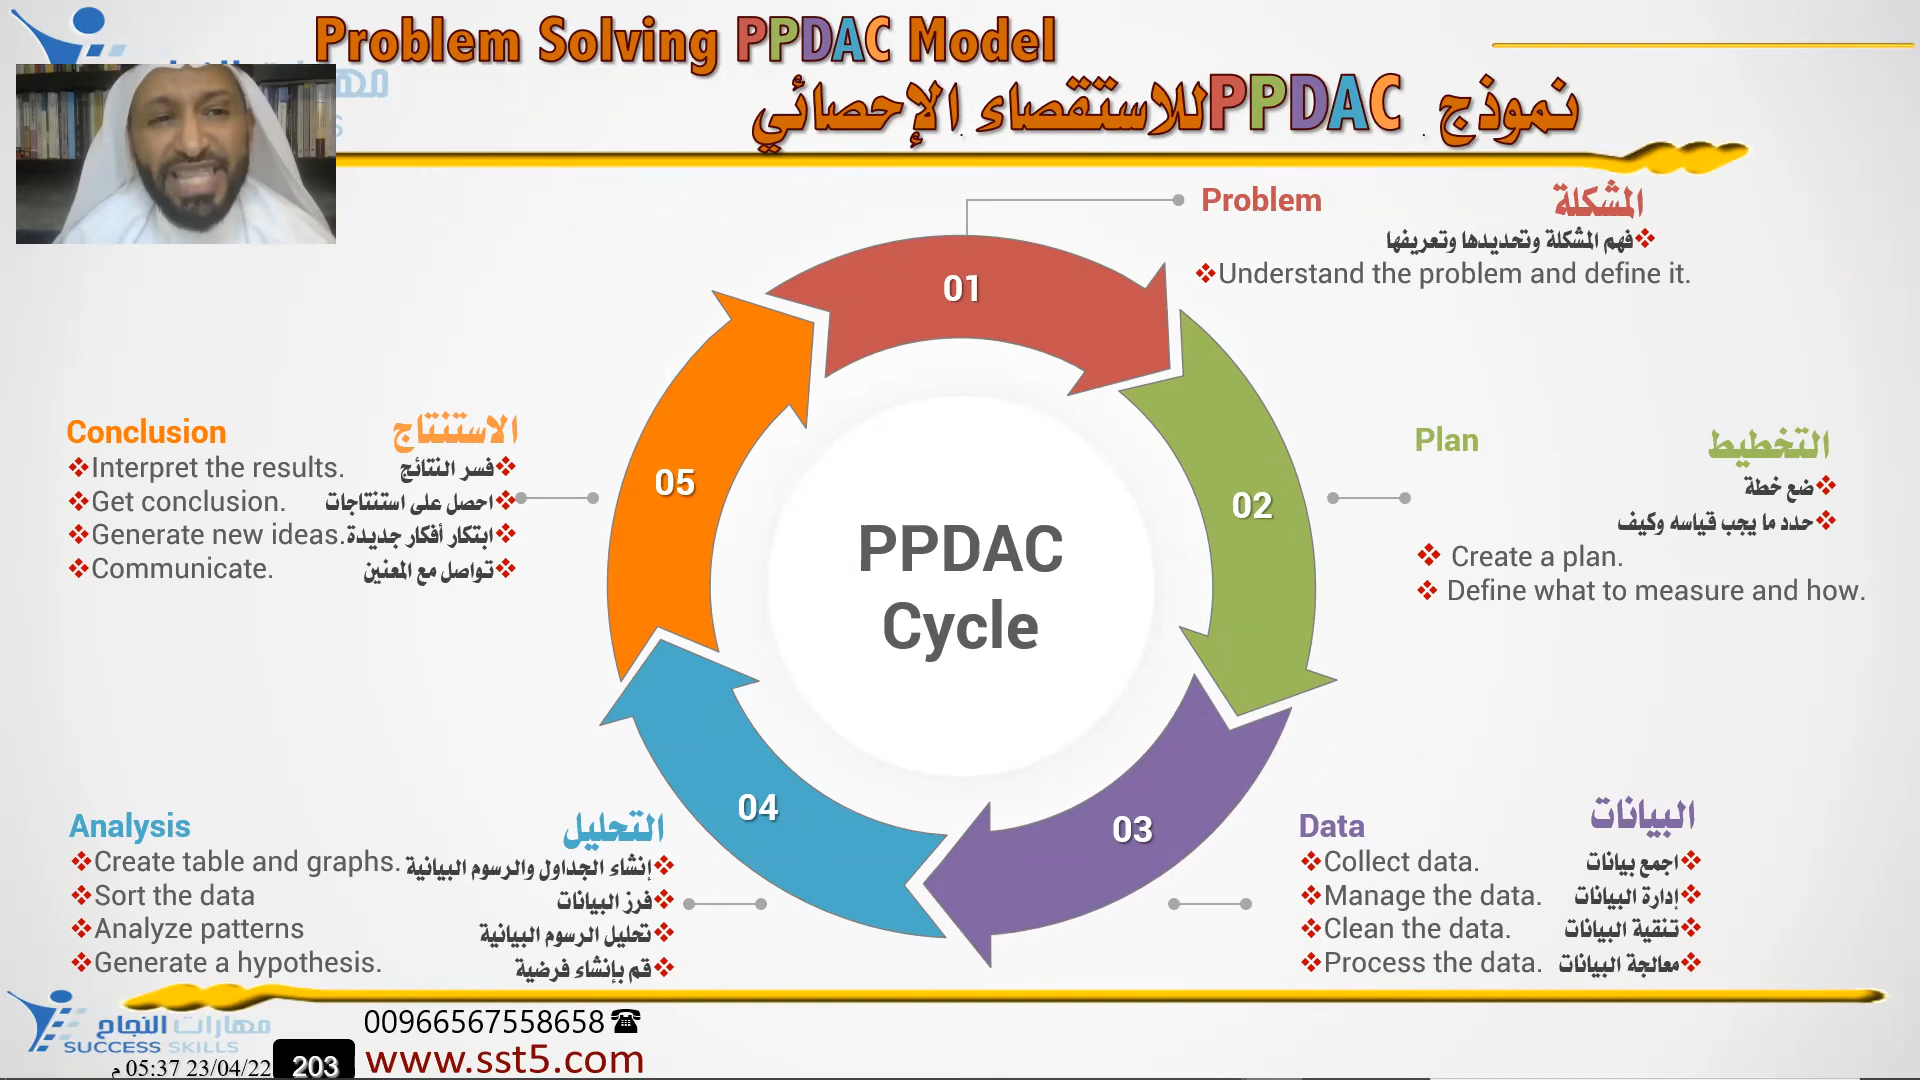 Problem Solving PPDAC Model
نموذج PPDAC للاستقصاء الإحصائي
Problem
المشكلة
فهم المشكلة وتحديدها وتعريفها
Understand the problem and define it.
01
02
03
04
05
PPDAC
Cycle
Plan
التخطيط
ضع خطة
حدد ما يجب قياسه وكيف
Create a plan.
Define what to measure and how.
Data
البيانات
Collect data.
اجمع بيانات
Manage the data.
إدارة البيانات
Clean the data.
تنقية البيانات
Process the data.
معالجة البيانات
Analysis
التحليل
Create table and graphs.
إنشاء الجداول والرسوم البيانية
Sort the data
فرز البيانات
Analyze patterns
تحليل الرسوم البيانية
Generate a hypothesis.
قم بإنشاء فرضية
Conclusion
الاستنتاج
Interpret the results.
فسر النتائج
Get conclusion.
احصل على استنتاجات
Generate new ideas.
ابتكار أفكار جديدة
Communicate.
تواصل مع المعنين
مهارات النجاح
SUCCESS SKILLS
00966567558658
www.sst5.com
23/04/22 05:37 م
203